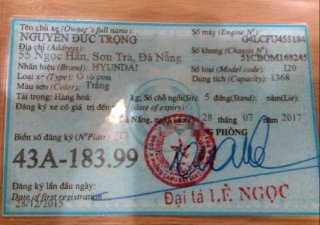 Tên chủ xe (Owner's full name): Số máy (Engine N°)
NGUYỄN ĐỨC TRỌNG G4LCFU455184
Địa chỉ (Address): Số khung (Chassis N°)
55 Ngọc Hân, Sơn Trà, Đà Nẵng 51CBGM168245
Nhãn hiệu (Brand): HYUNDAI Số loại (Model code): I20
Loại xe (Type): Ô tô con Dung tích (Capacity): 1368
Màu sơn (Color): Trắng
Tải trọng: Hàng hoá: kg; Số chỗ ngồi(Sit): 5 đứng(Stand): nằm(Lie):
Đăng ký xe có giá trị đến (date of expiry):
Đà Nẵng, ngày 28 tháng 07 năm 2017
Biển số đăng ký (N° Plate) PHÒNG
43A-183.99
Đăng ký lần đầu ngày:
Date of first registration
28/12/2015 Đại tá LÊ NGỌC